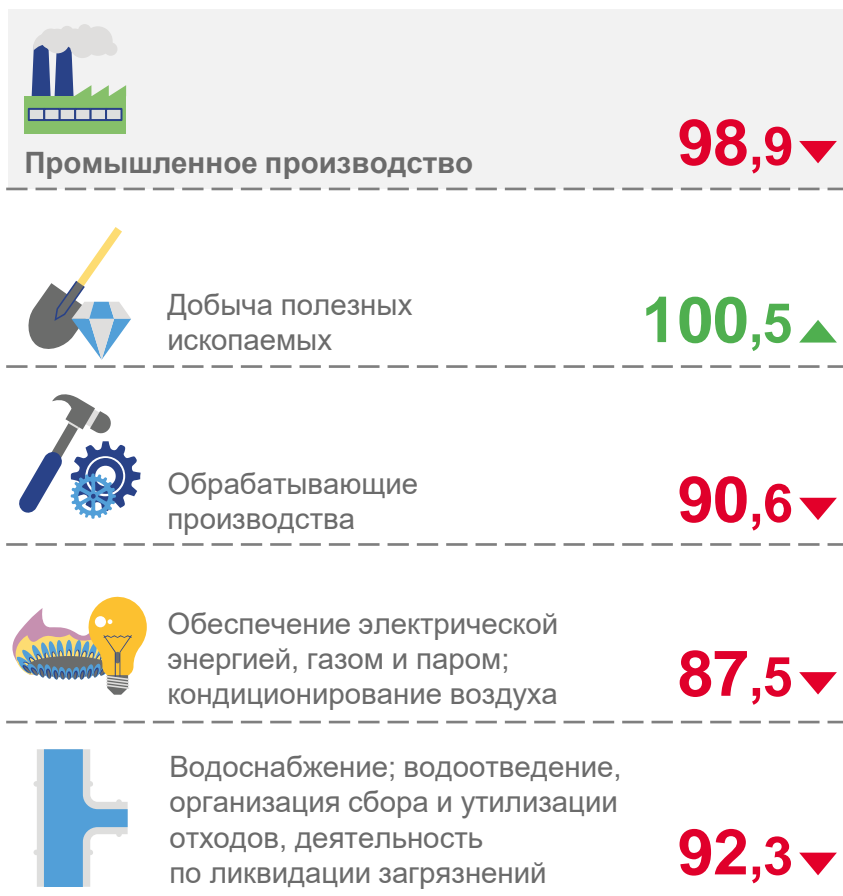 Промышленное производство
98,9
Добыча полезных
ископаемых
100,5
Обрабатывающие
производства
90,6
Обеспечение электрической
энергией, газом и паром;
кондиционирование воздуха
87,5
Водоснабжение; водоотведение,
организация сбора и утилизации
отходов, деятельность
по ликвидации загрязнений
92,3